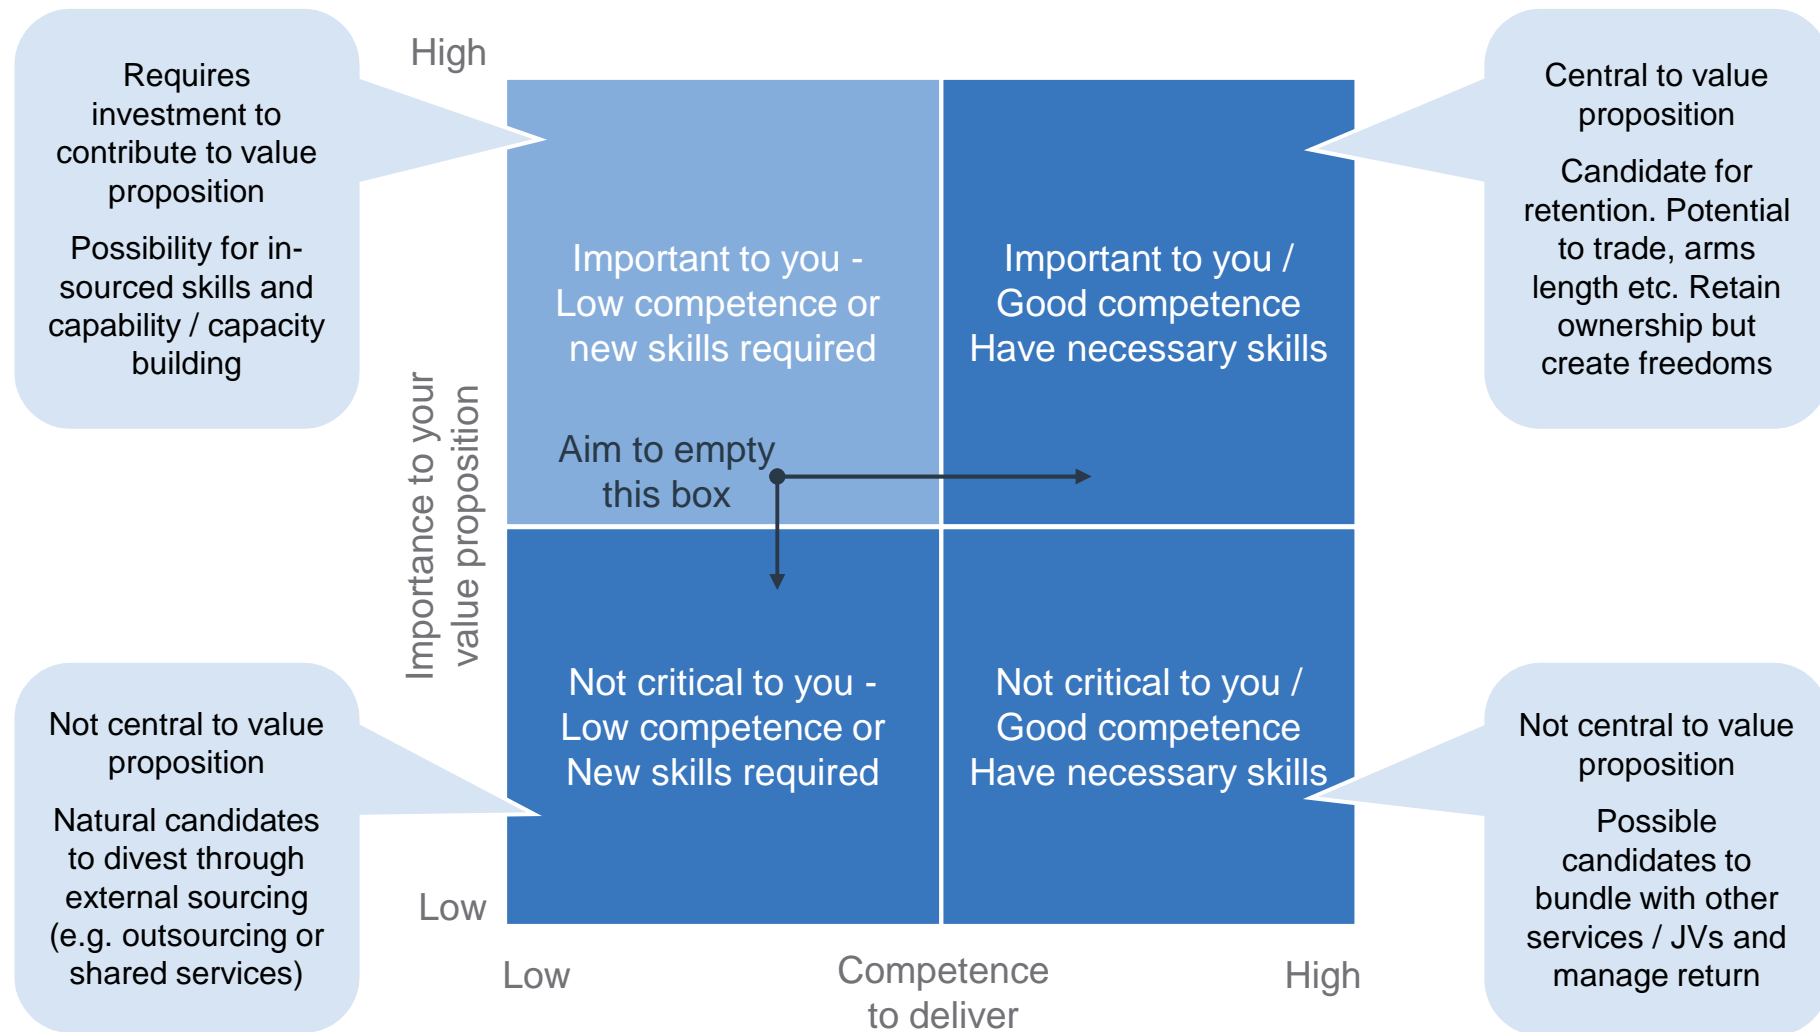 Requires
investment to
contribute to value
proposition
Possibility for in-
sourced skills and
capability / capacity
building
High
Important to you -
Low competence or
new skills required
Important to you /
Good competence
Have necessary skills
Central to value
proposition
Candidate for
retention. Potential
to trade, arms
length etc. Retain
ownership but
create freedoms
Importance to your
value proposition
Aim to empty
this box
Not central to value
proposition
Natural candidates
to divest through
external sourcing
(e.g. outsourcing or
shared services)
Not critical to you -
Low competence or
New skills required
Not critical to you /
Good competence
Have necessary skills
Not central to value
proposition
Possible
candidates to
bundle with other
services / JVs and
manage return
Low
Low
Competence
to deliver
High